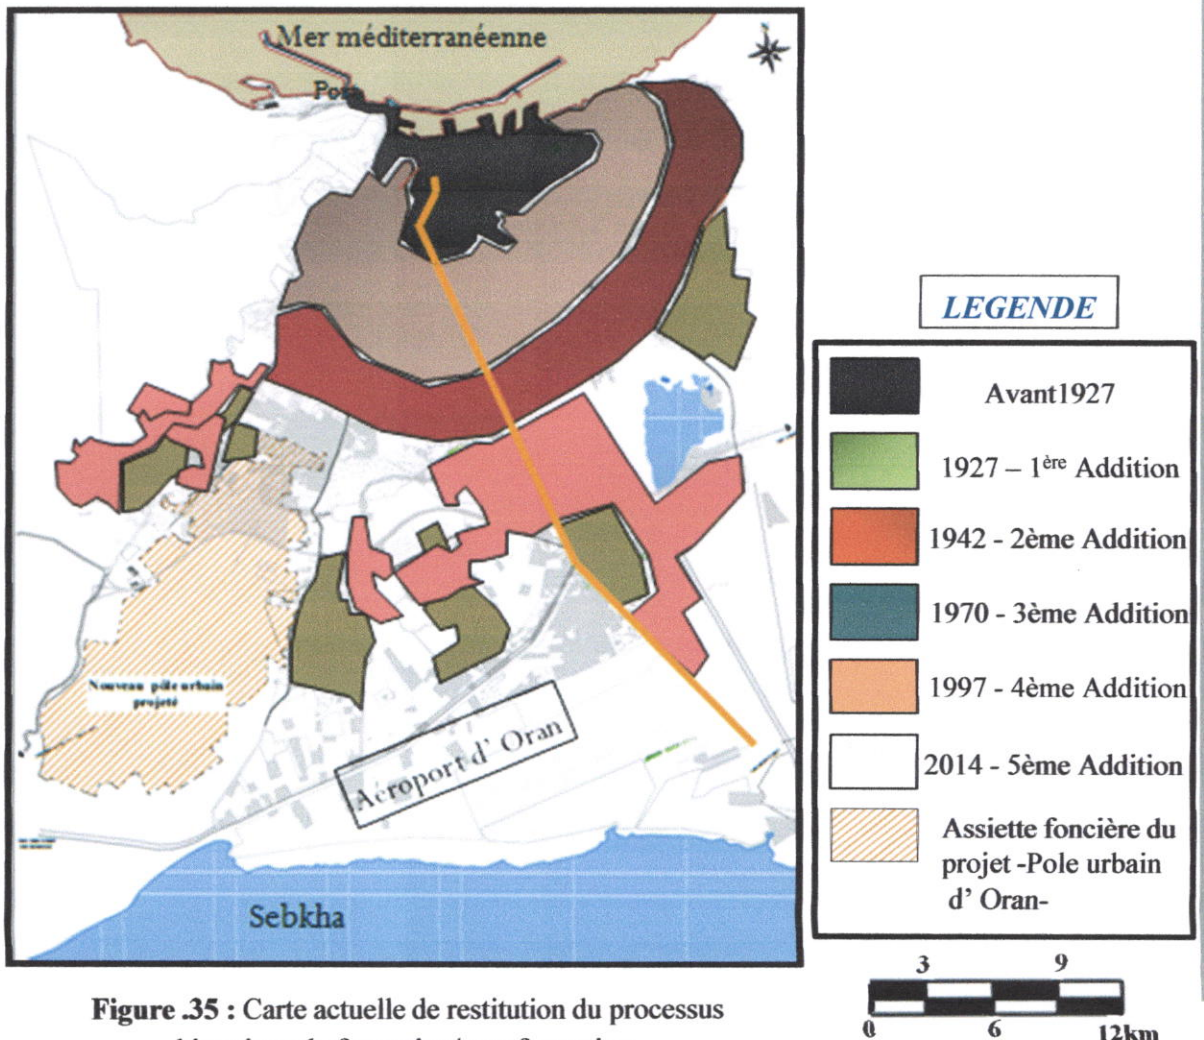 Mer méditerranéenne
Port
Nouveau pôle urbain
projeté
Aéroport d' Oran
Sebkha
LEGENDE
Avant1927
1927 – 1ère Addition
1942 - 2ème Addition
1970 - 3ème Addition
1997 - 4ème Addition
2014 - 5ème Addition
Assiette foncière du
projet -Pole urbain
d' Oran-
3 9
0 6 12km
Figure .35 : Carte actuelle de restitution du processus